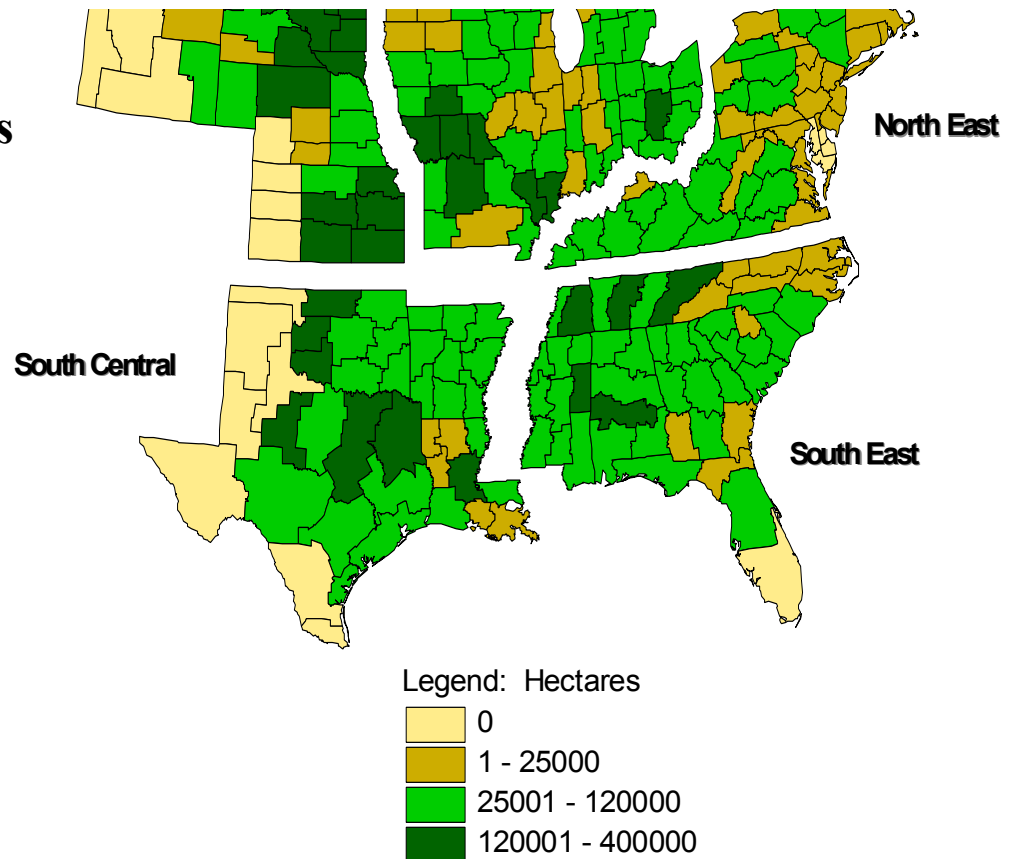 North East
s
South Central
South East
Legend: Hectares
0
1 - 25000
25001 - 120000
120001 - 400000